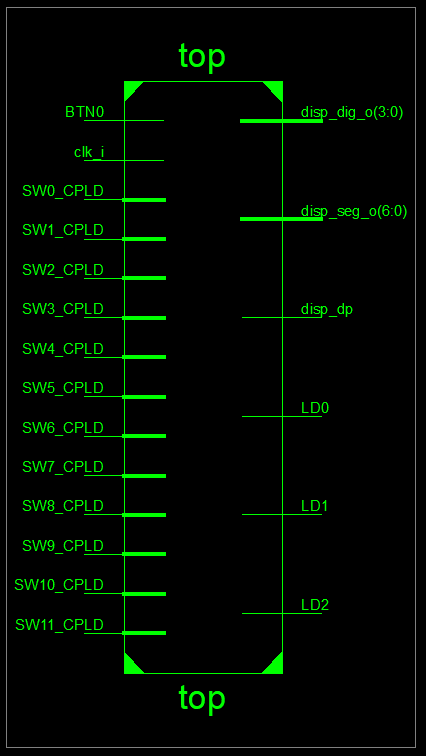 top
BTN0
clk_i
SW0_CPLD
SW1_CPLD
SW2_CPLD
SW3_CPLD
SW4_CPLD
SW5_CPLD
SW6_CPLD
SW7_CPLD
SW8_CPLD
SW9_CPLD
SW10_CPLD
SW11_CPLD
disp_dig_o(3:0)
disp_seg_o(6:0)
disp_dp
LD0
LD1
LD2
top